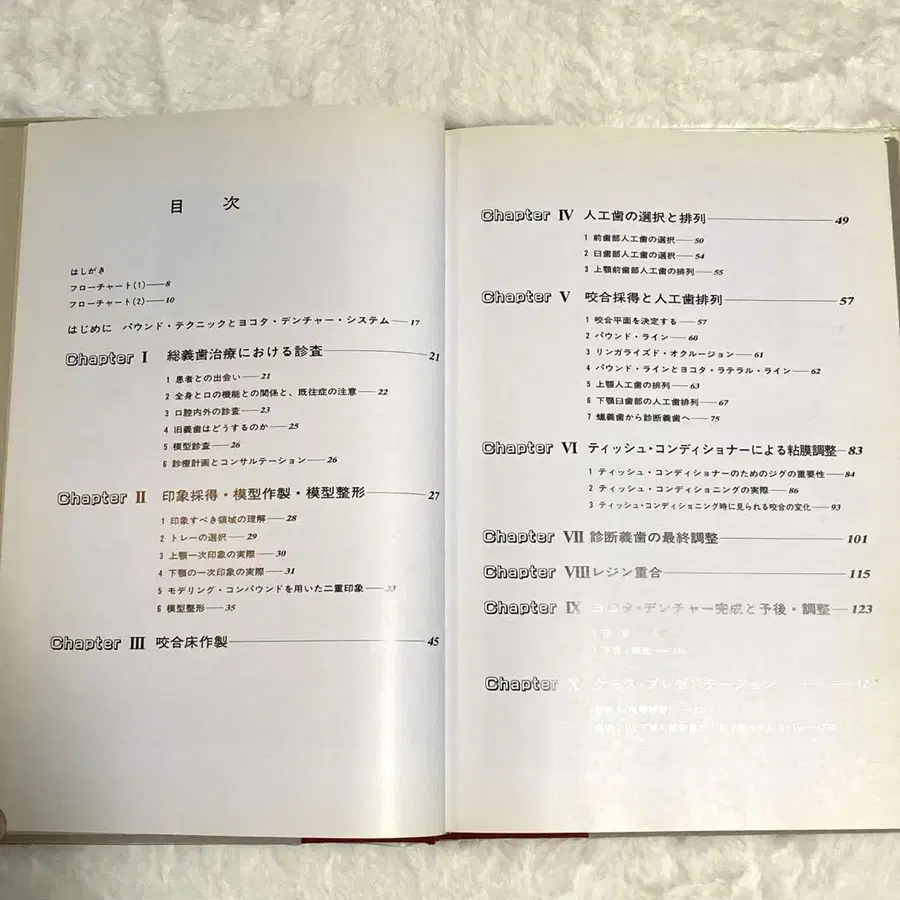 目 次
はしがき
フローチャート(1)——8
フローチャート(2)——10
はじめに パウンド・テクニックとヨコタ・デンチャー・システム——17
Chapter I 総義歯治療における診査——21
1 患者との出会い——21
2 全身と口の機能との関係と、既往症の注意——22
3 口腔内外の診査——23
4 旧義歯はどうするのか——25
5 模型診査——26
6 診療計画とコンサルテーション——26
Chapter II 印象採得・模型作製・模型整形——27
1 印象すべき領域の理解——28
2 トレーの選択——29
3 上顎一次印象の実際——30
4 下顎の一次印象の実際——31
5 モデリング・コンパウンドを用いた二重印象——
6 模型整形——35
Chapter III 咬合床作製——45
Chapter IV 人工歯の選択と排列——49
1 前歯部人工歯の選択——50
2 臼歯部人工歯の選択——54
3 上顎前歯部人工歯の排列——55
Chapter V 咬合採得と人工歯排列——57
1 咬合平面を決定する——57
2 パウンド・ライン——60
3 リンガライズド・オクルージョン——61
4 パウンド・ラインとヨコタ・ラテラル・ライン——62
5 上顎人工歯の排列——63
6 下顎臼歯部の人工歯排列——67
7 蠟義歯から診断義歯へ——75
Chapter VI ティッシュ・コンディショナーによる粘膜調整——83
1 ティッシュ・コンディショナーのためのジグの重要性——84
2 ティッシュ・コンディショニングの実際——86
3 ティッシュ・コンディショニング時に見られる咬合の変化——93
Chapter VII 診断義歯の最終調整——101
Chapter VIII レジン重合——115
Chapter IX ヨコタ・デンチャー完成と予後・調整——123
Chapter X ケース・プレゼンテーション